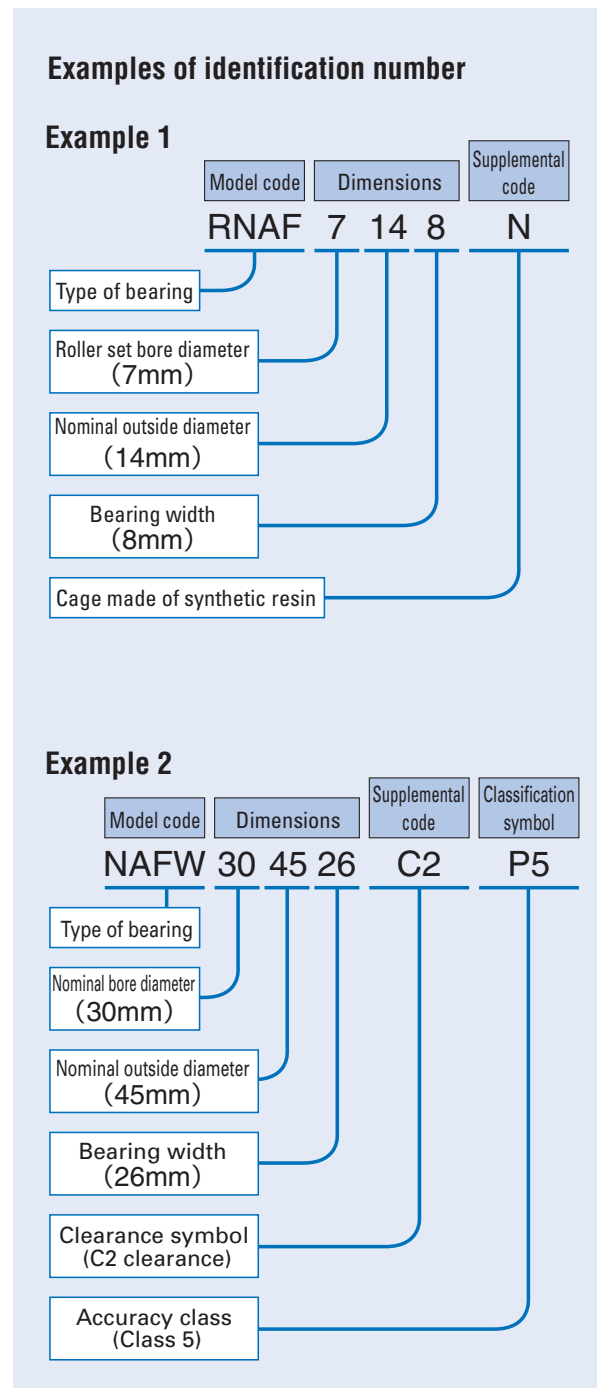 Examples of identification number
Example 1
Supplemental
code
Model code Dimensions
RNAF 7 14 8 N
Type of bearing
Roller set bore diameter
(7mm)
Nominal outside diameter
(14mm)
Bearing width
(8mm)
Cage made of synthetic resin
Example 2
Supplemental
code
Classification
symbol
Model code Dimensions
NAFW 30 45 26 C2 P5
Type of bearing
Nominal bore diameter
(30mm)
Nominal outside diameter
(45mm)
Bearing width
(26mm)
Clearance symbol
(C2 clearance)
Accuracy class
(Class 5)